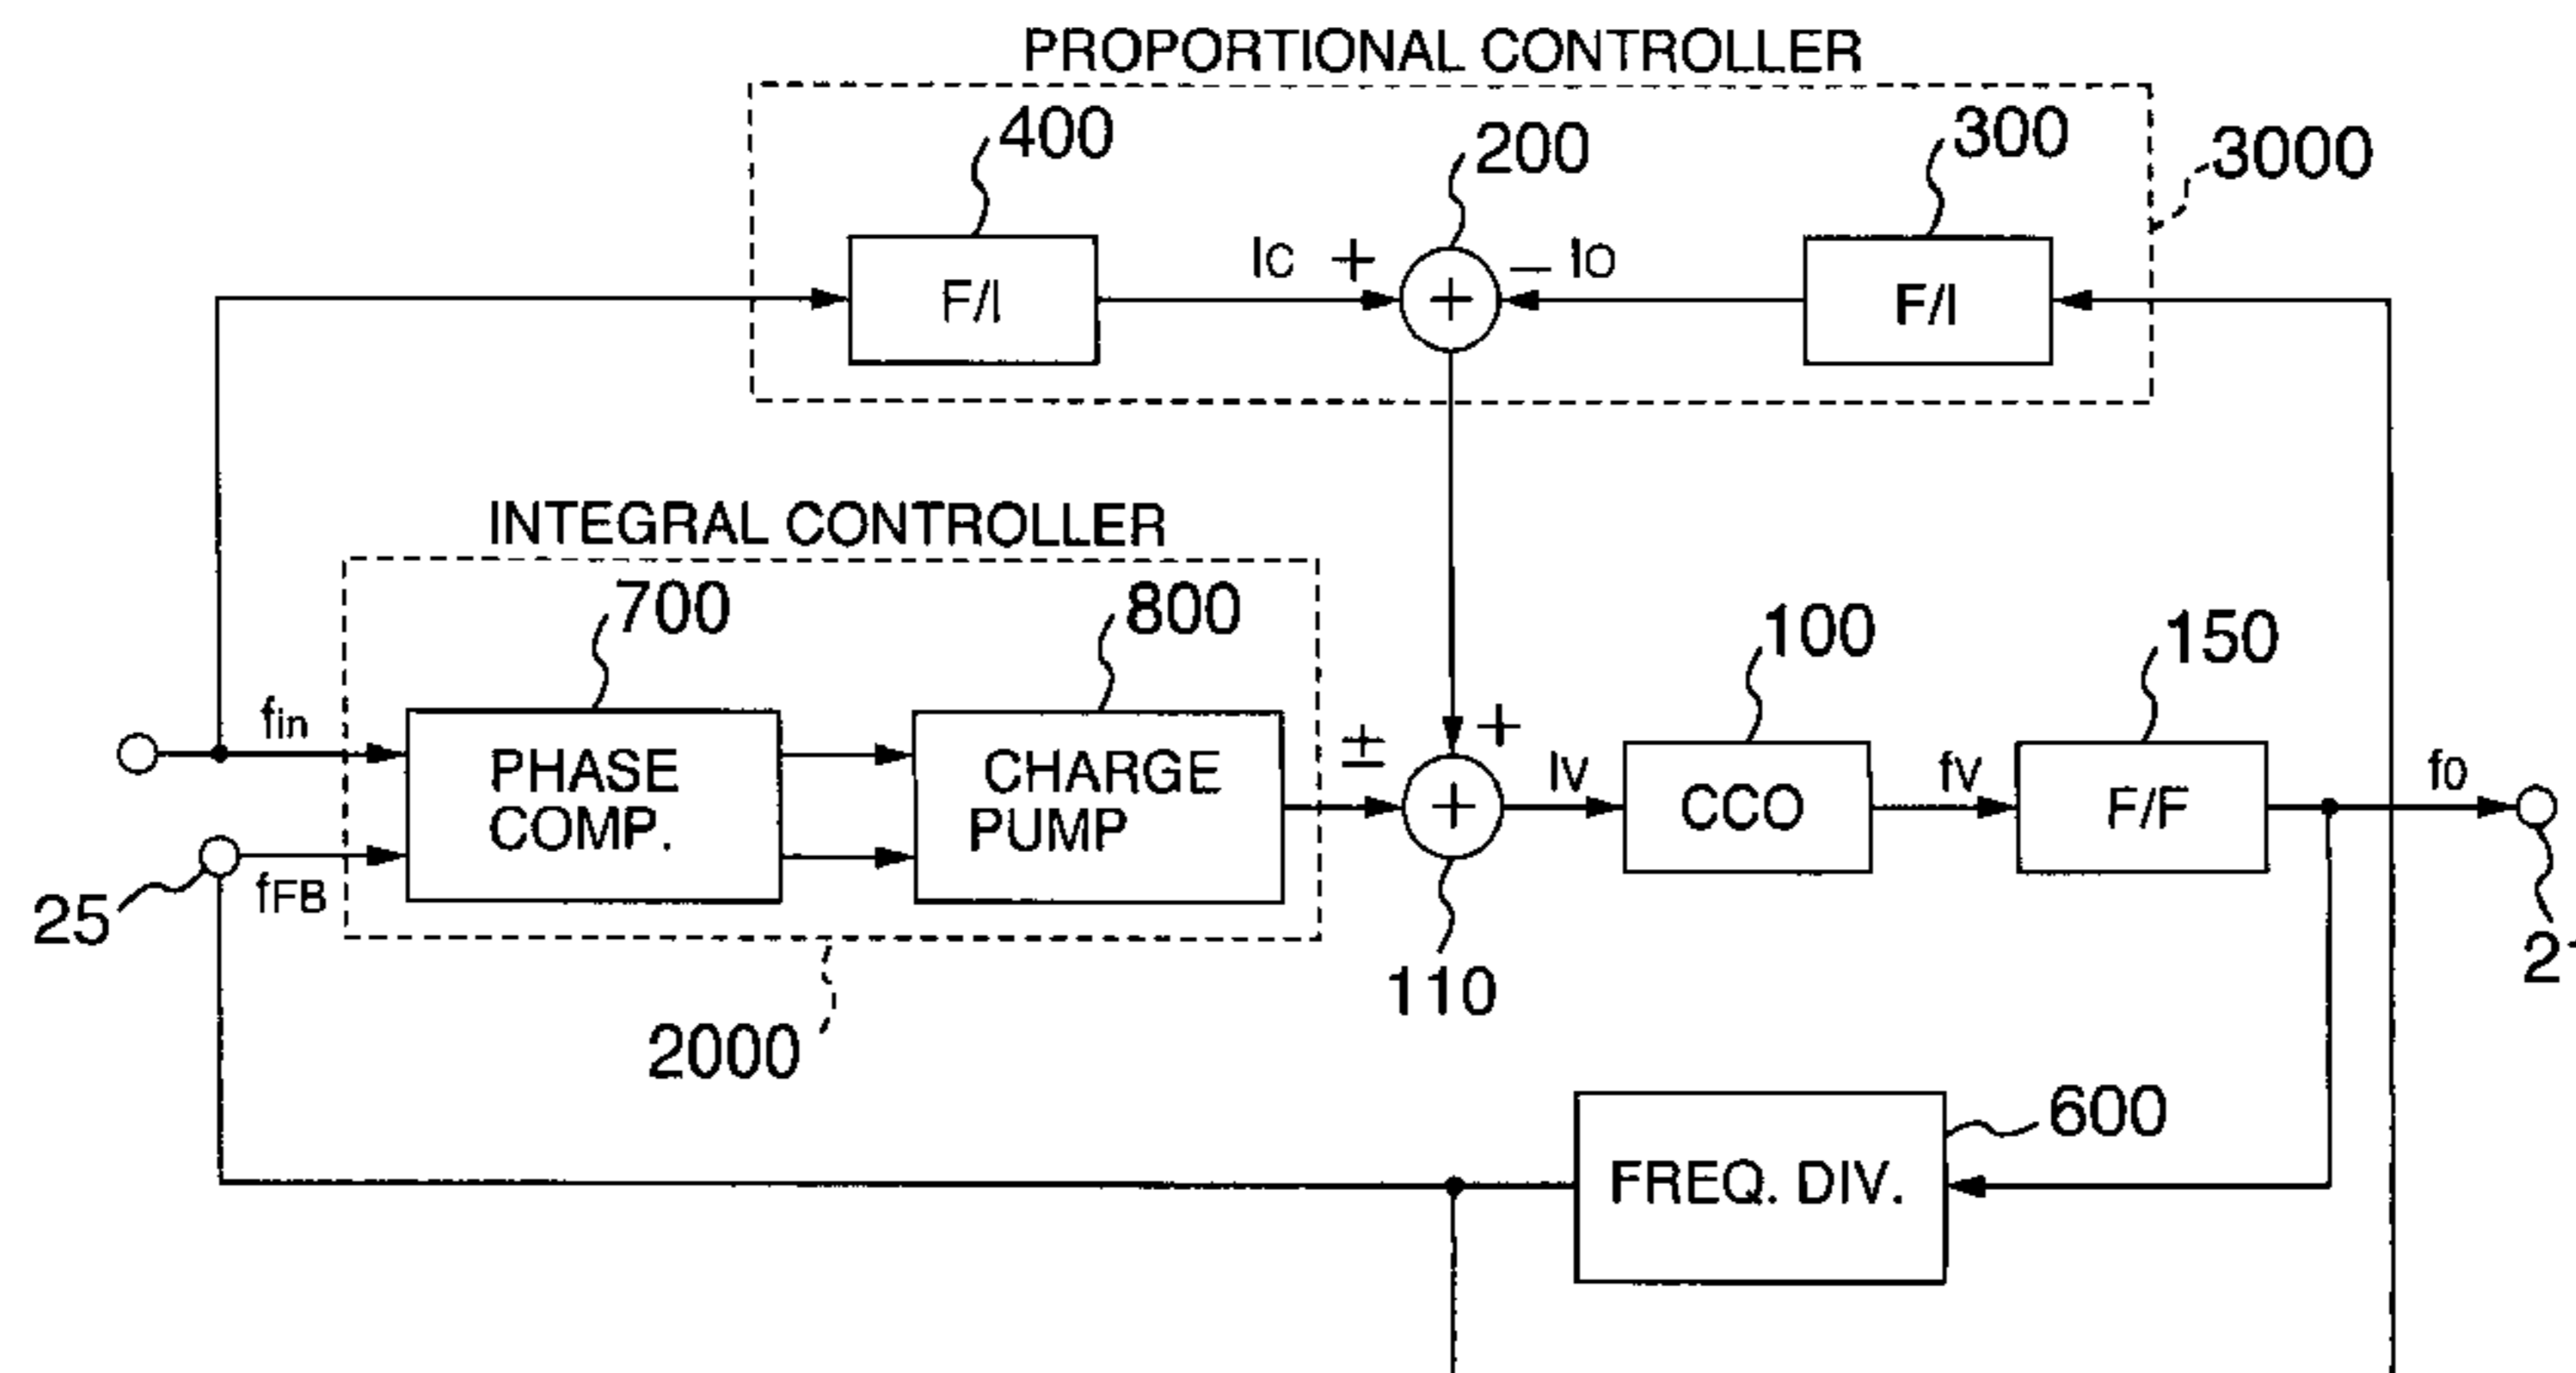 PROPORTIONAL CONTROLLER
400
200
300
3000
IC
+
−
IO
F/I
+
F/I
INTEGRAL CONTROLLER
700
800
100
150
fin
PHASE
COMP.
CHARGE
PUMP
±
+
+
IV
CCO
fV
F/F
fO
25
fFB
110
2000
600
FREQ. DIV.